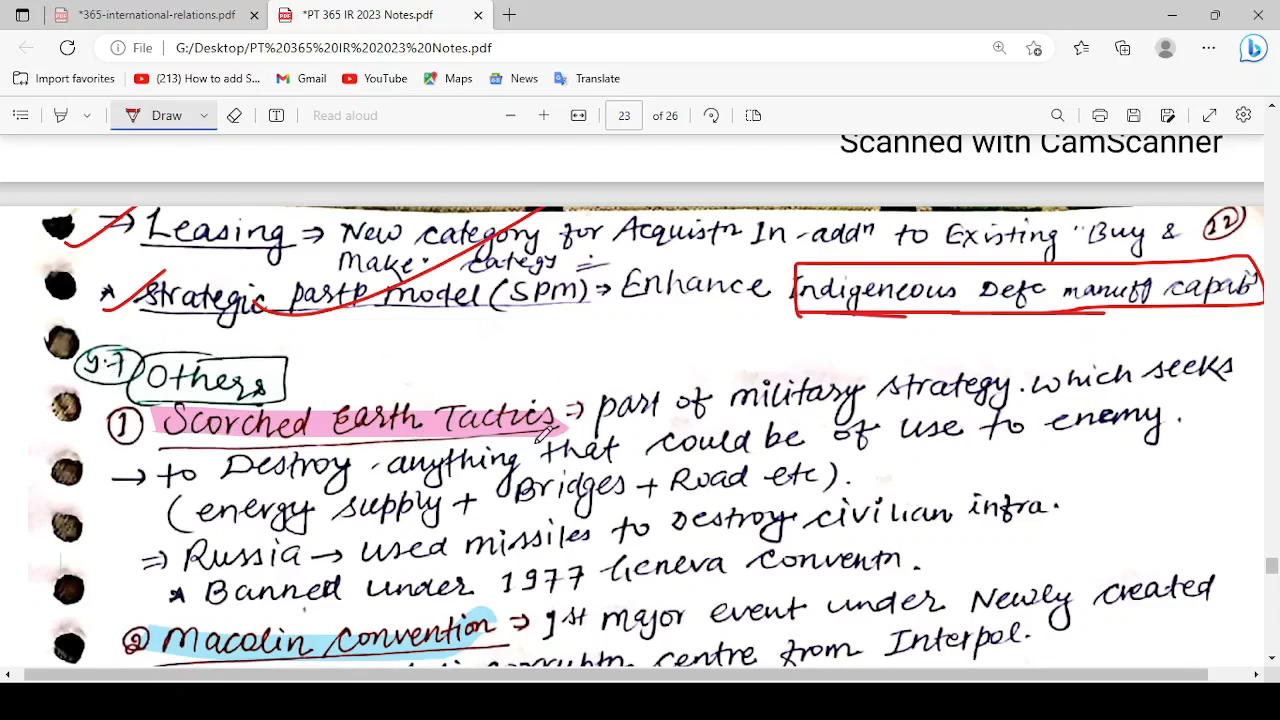 *365-international-relations.pdf
*PT 365 IR 2023 Notes.pdf
File G:/Desktop/PT%20365%20IR%202023%20Notes.pdf
Import favorites (213) How to add S... Gmail YouTube Maps News Translate
Draw Read aloud 23 of 26
Scanned with CamScanner
→ Leasing ⇒ New category for Acquistn In-addn to Existing "Buy & 12
Make" categy
* Strategic partp model (SPM) → Enhance Indigeneous Defc manuff capab
9.7 Others
① Scorched Earth Tactics ⇒ part of military strategy. which seeks
→ to Destroy anything that could be of use to enemy.
(energy supply + Bridges + Road etc).
⇒ Russia → used missiles to Destroy civilian infra.
* Banned under 1977 Geneva conventn.
② Macolin convention ⇒ 1st major event under Newly created
centre from Interpol.